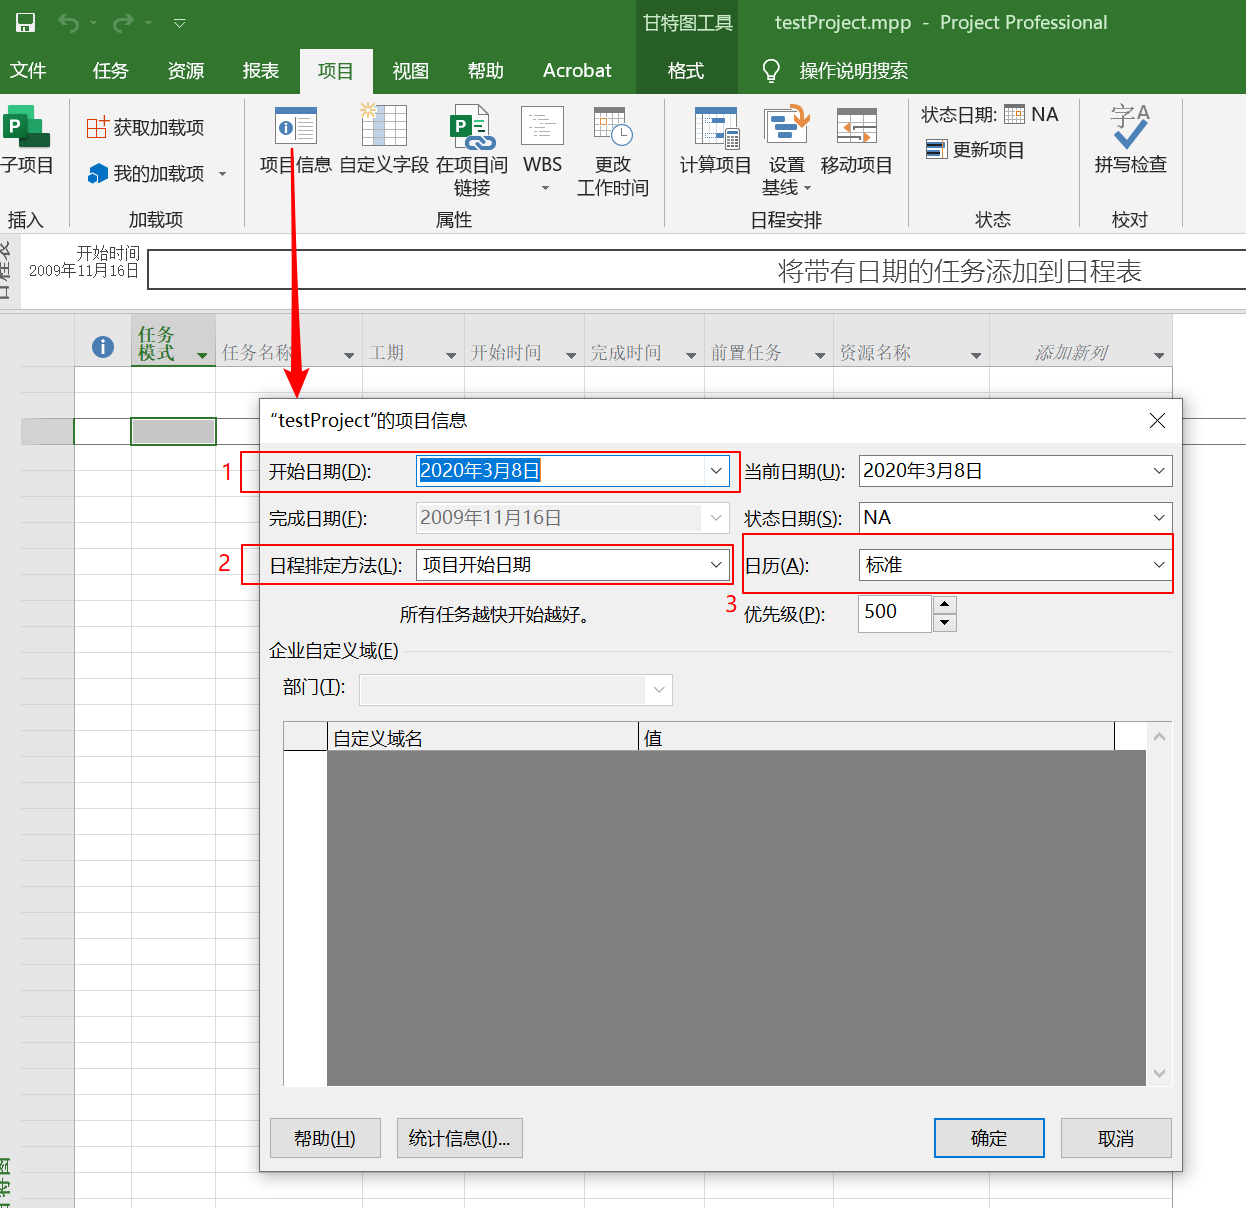 甘特图工具
testProject.mpp - Project Professional
文件 任务 资源 报表 项目 视图 帮助 Acrobat 格式 操作说明搜索
子项目
插入
获取加载项
我的加载项
加载项
项目信息
自定义字段
在项目间
链接
WBS
更改
工作时间
属性
计算项目
设置
基线
移动项目
日程安排
状态日期: NA
更新项目
状态
字A
拼写检查
校对
日程表
开始时间
2009年11月16日
将带有日期的任务添加到日程表
任务
模式
任务名称
工期
开始时间
完成时间
前置任务
资源名称
添加新列
“testProject”的项目信息
1
开始日期(D): 2020年3月8日
当前日期(U): 2020年3月8日
完成日期(F): 2009年11月16日
状态日期(S): NA
2
日程排定方法(L): 项目开始日期
日历(A): 标准
所有任务越快开始越好。
3
优先级(P): 500
企业自定义域(E)
部门(T):
自定义域名 值
帮助(H) 统计信息(I)... 确定 取消